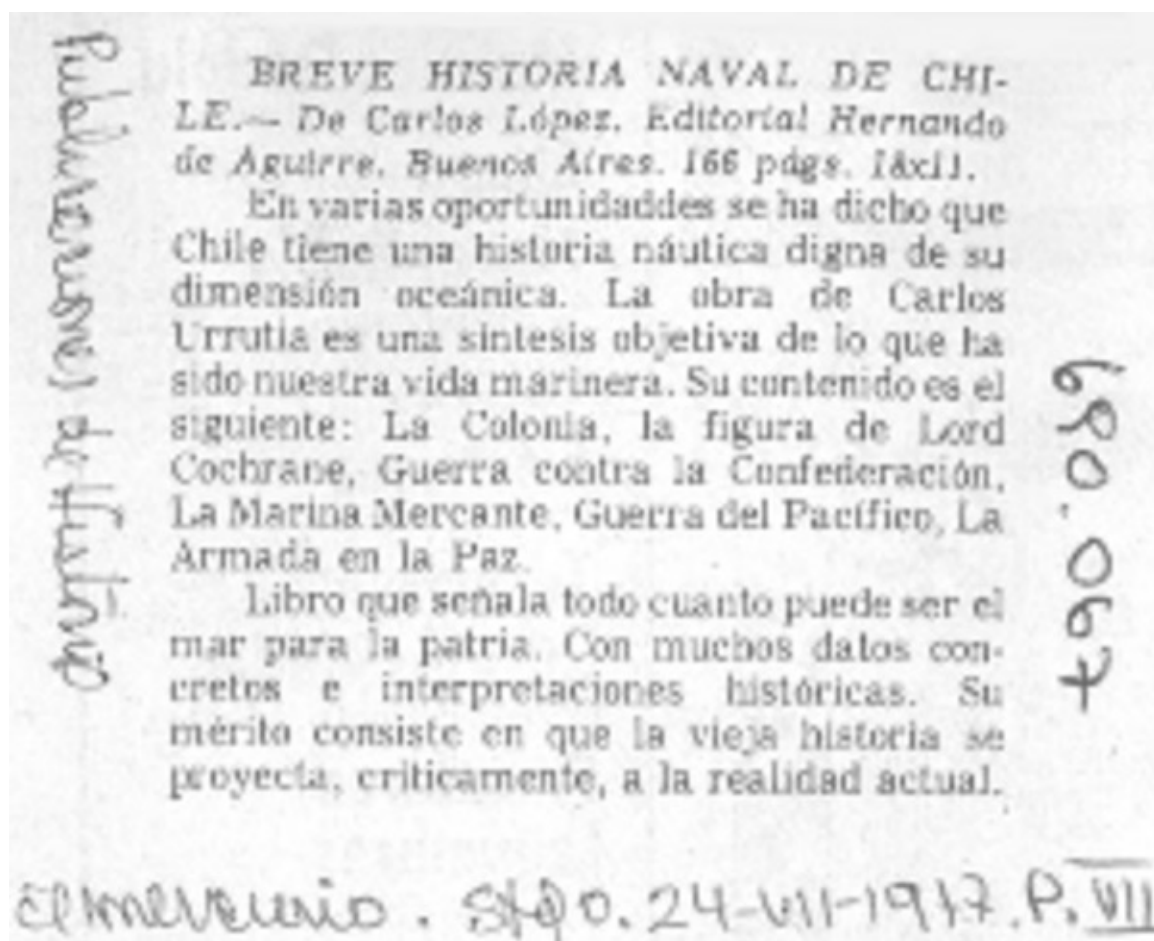 BREVE HISTORIA NAVAL DE CHI-
LE.— De Carlos López. Editorial Hernando
de Aguirre. Buenos Aires. 166 págs. 18x11.
En varias oportunidaddes se ha dicho que
Chile tiene una historia náutica digna de su
dimensión oceánica. La obra de Carlos
Urrutia es una síntesis objetiva de lo que ha
sido nuestra vida marinera. Su contenido es el
siguiente: La Colonia, la figura de Lord
Cochrane, Guerra contra la Confederación,
La Marina Mercante, Guerra del Pacífico, La
Armada en la Paz.
Libro que señala todo cuanto puede ser el
mar para la patria. Con muchos datos con-
cretos e interpretaciones históricas. Su
mérito consiste en que la vieja historia se
proyecta, críticamente, a la realidad actual.
de
089.067
El mercurio. Stgo. 24-VII-1977. P. VII